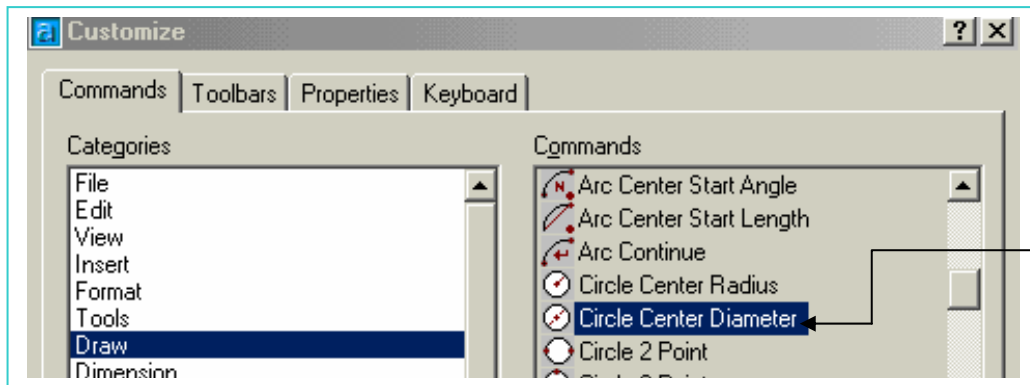 Customize
Commands Toolbars Properties Keyboard
Categories
File
Edit
View
Insert
Format
Tools
Draw
Dimension
Commands
Arc Center Start Angle
Arc Center Start Length
Arc Continue
Circle Center Radius
Circle Center Diameter
Circle 2 Point